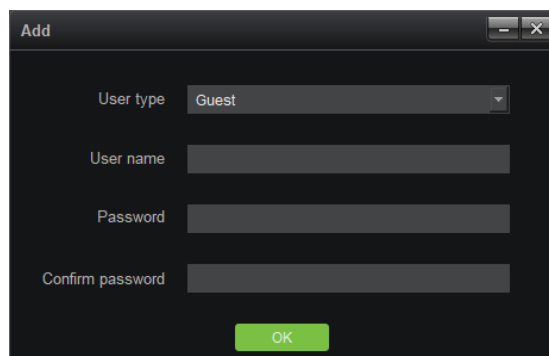 Add
User type Guest
User name
Password
Confirm password
OK